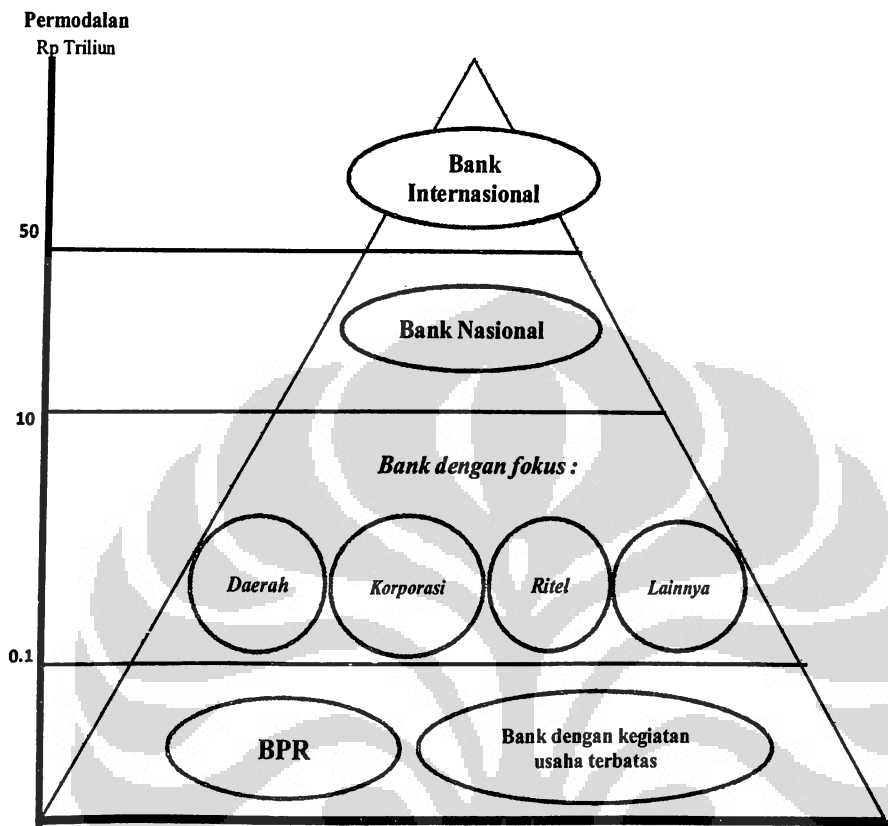 Permodalan
Rp Triliun
Bank
Internasional
50
Bank Nasional
10
Bank dengan fokus :
Daerah
Korporasi
Ritel
Lainnya
0.1
BPR
Bank dengan kegiatan
usaha terbatas